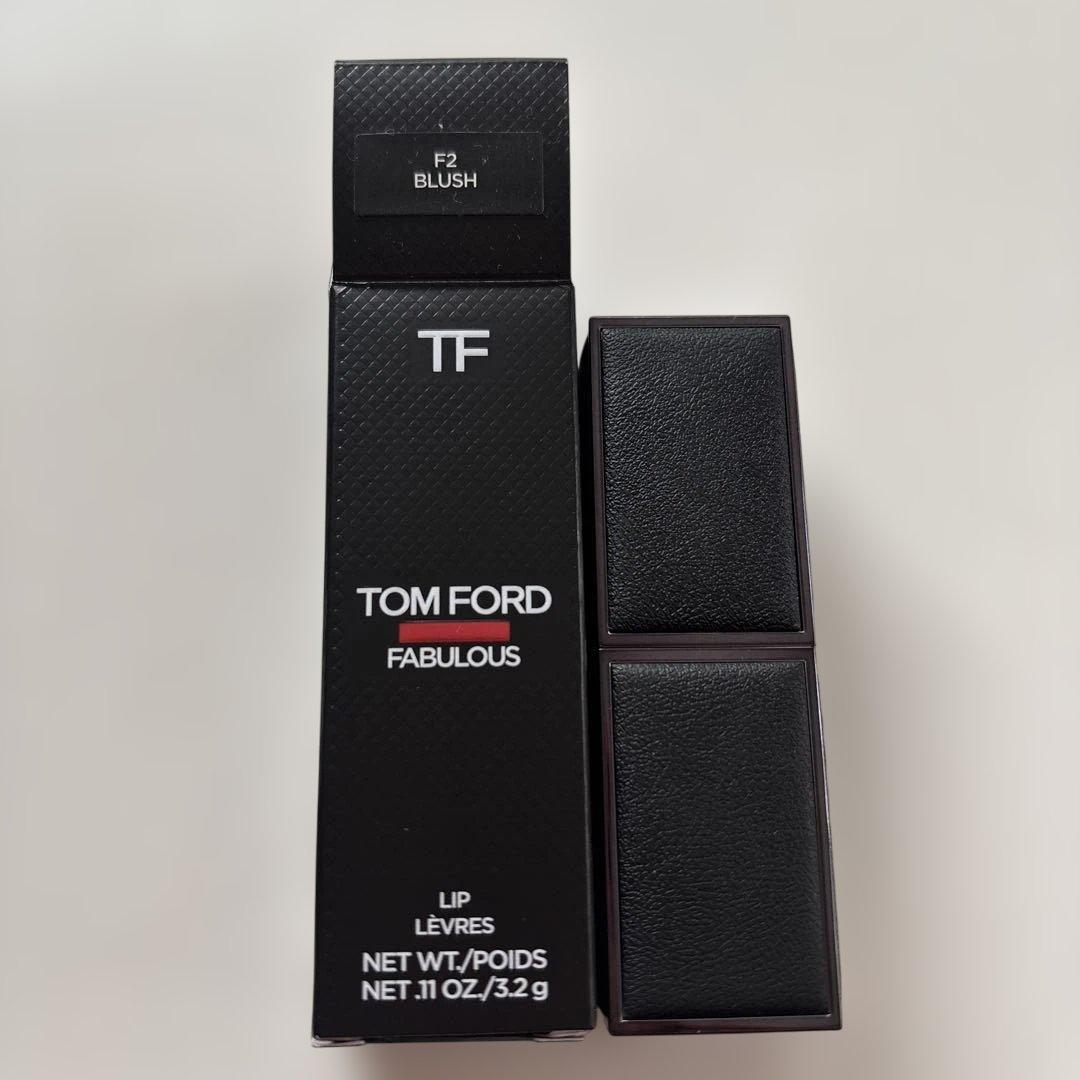 F2
BLUSH
TF
TOM FORD
FABULOUS
LIP
LÈVRES
NET WT./POIDS
NET .11 OZ./3.2 g